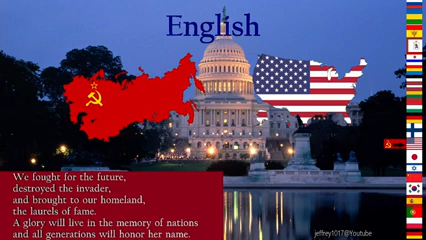 English
We fought for the future,
destroyed the invader,
and brought to our homeland,
the laurels of fame.
A glory will live in the memory of nations
and all generations will honor her name.
jeffrey1017@Youtube